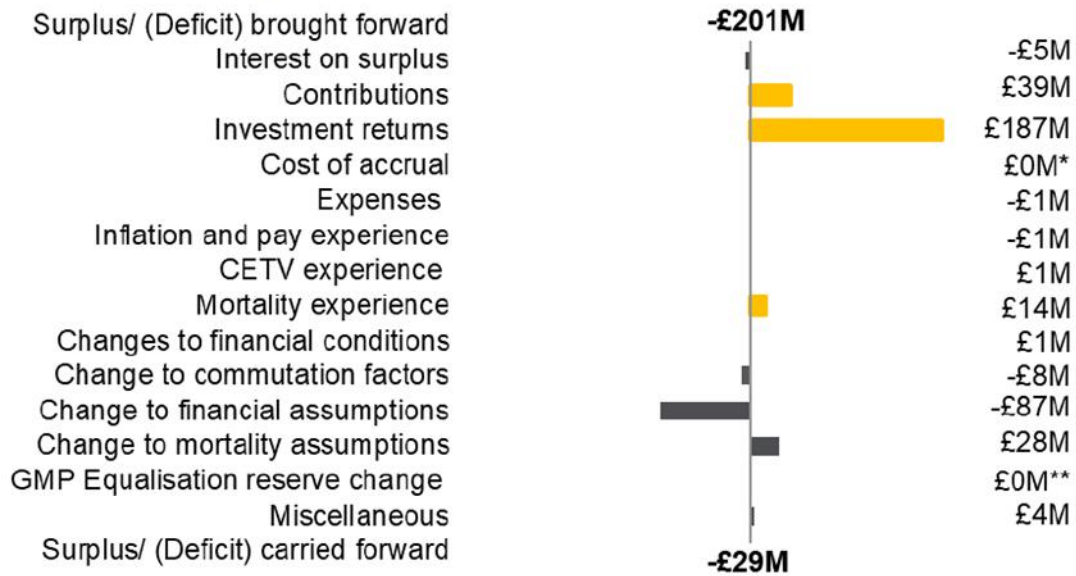 Surplus/ (Deficit) brought forward -£201M
Interest on surplus -£5M
Contributions £39M
Investment returns £187M
Cost of accrual £0M*
Expenses -£1M
Inflation and pay experience -£1M
CETV experience £1M
Mortality experience £14M
Changes to financial conditions £1M
Change to commutation factors -£8M
Change to financial assumptions -£87M
Change to mortality assumptions £28M
GMP Equalisation reserve change £0M**
Miscellaneous £4M
Surplus/ (Deficit) carried forward -£29M